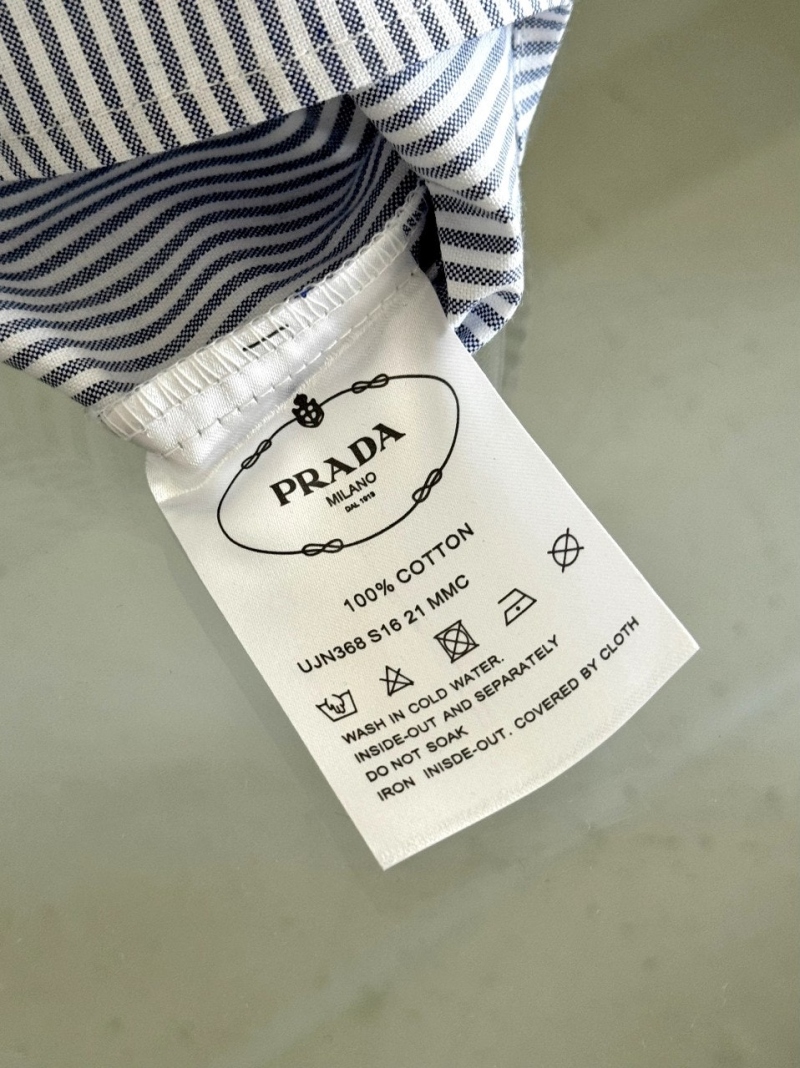 PRADA
MILANO
DAL 1913
100% COTTON
UJN368 S16 21 MMC
WASH IN COLD WATER.
INSIDE-OUT AND SEPARATELY
DO NOT SOAK
IRON INISDE-OUT. COVERED BY CLOTH